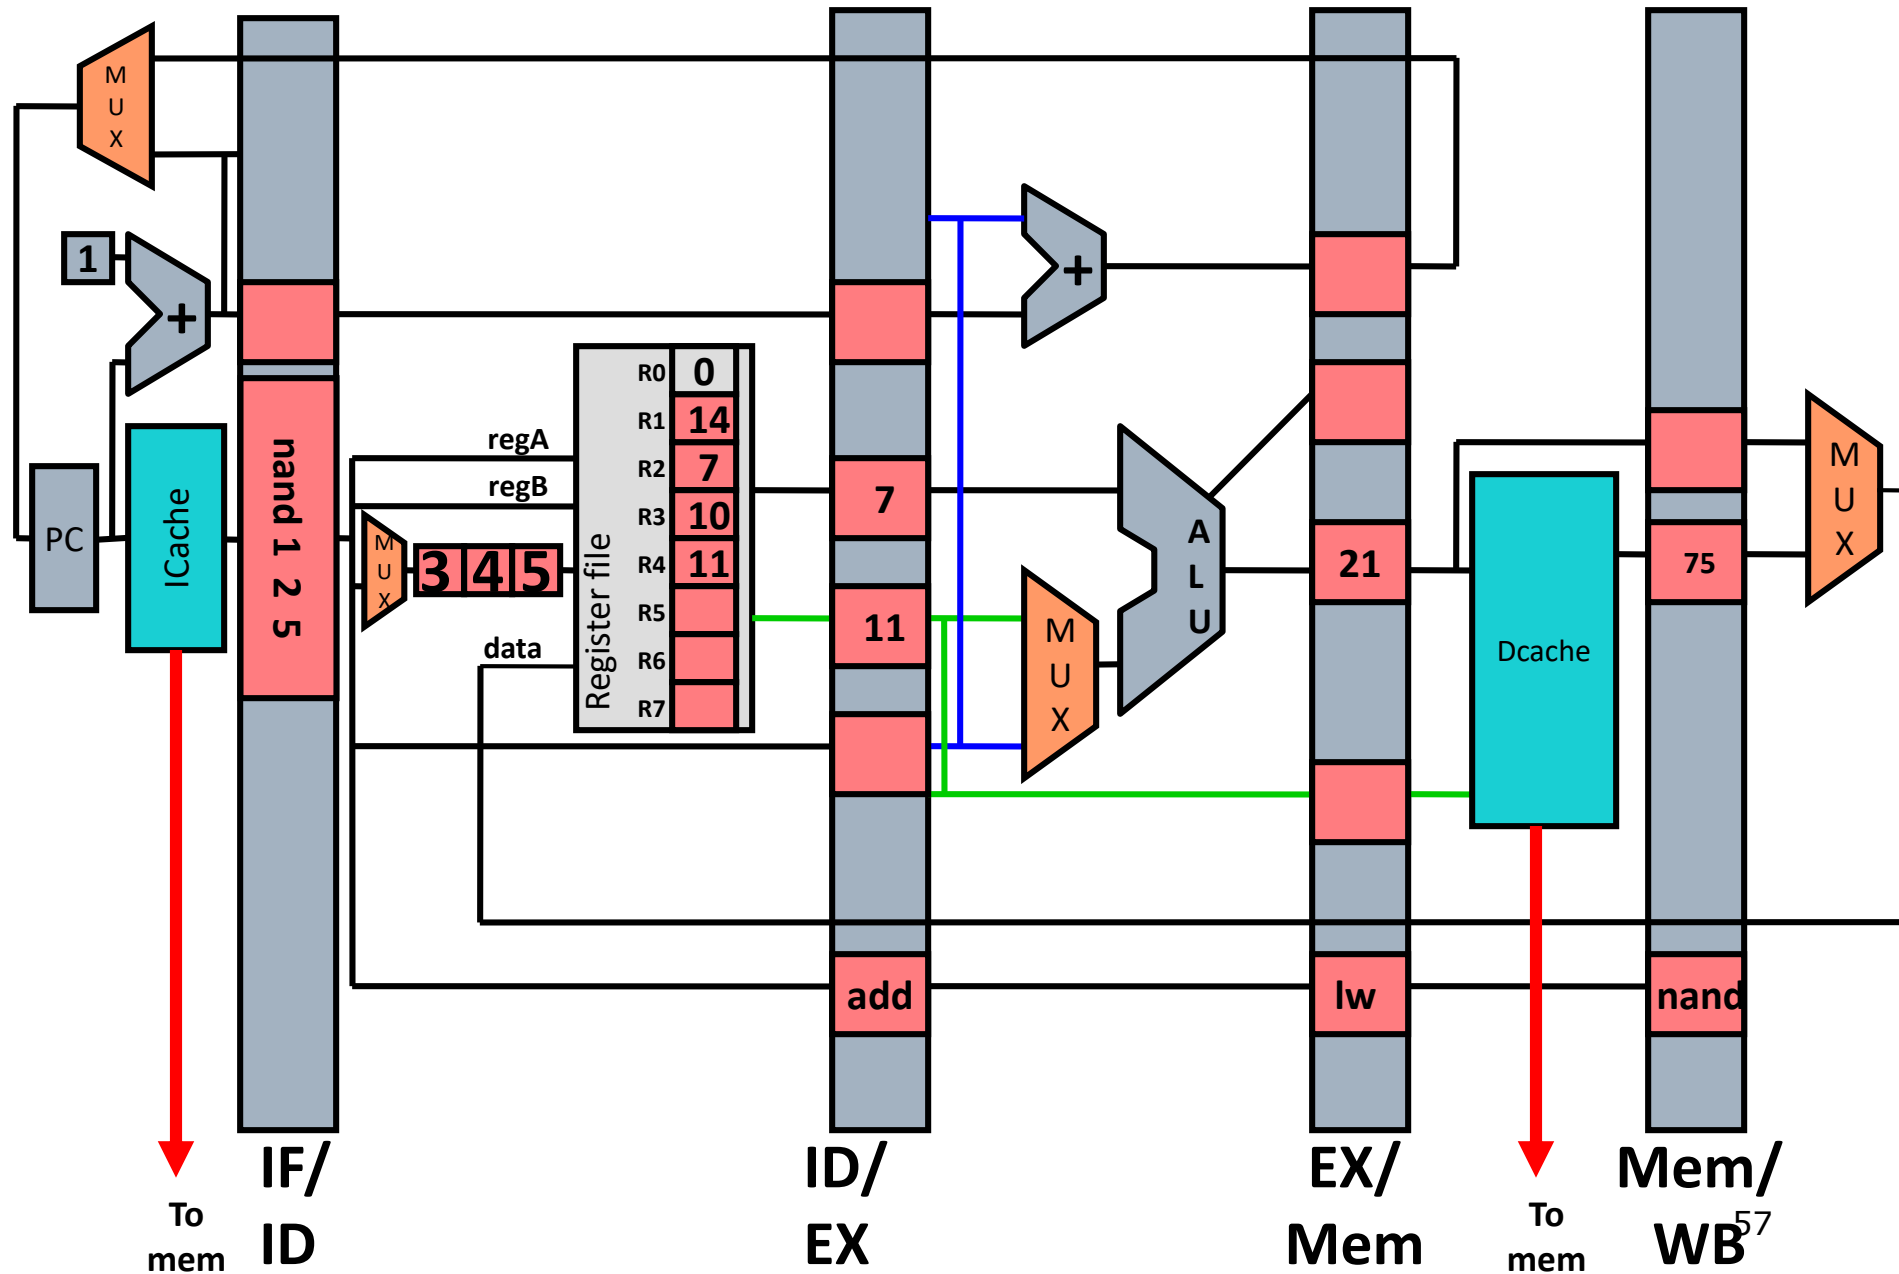 M
U
X
1
+
+
R0 0
R1 14
R2 7
R3 10
R4 11
R5
R6
R7
Register file
regA
regB
data
nand 1 2 5
PC
ICache
M
U
X
3 4 5
7
11
M
U
X
A
L
U
21
Dcache
75
M
U
X
add
lw
nand
To
mem
IF/
ID
ID/
EX
EX/
Mem
To
mem
Mem/
WB
57